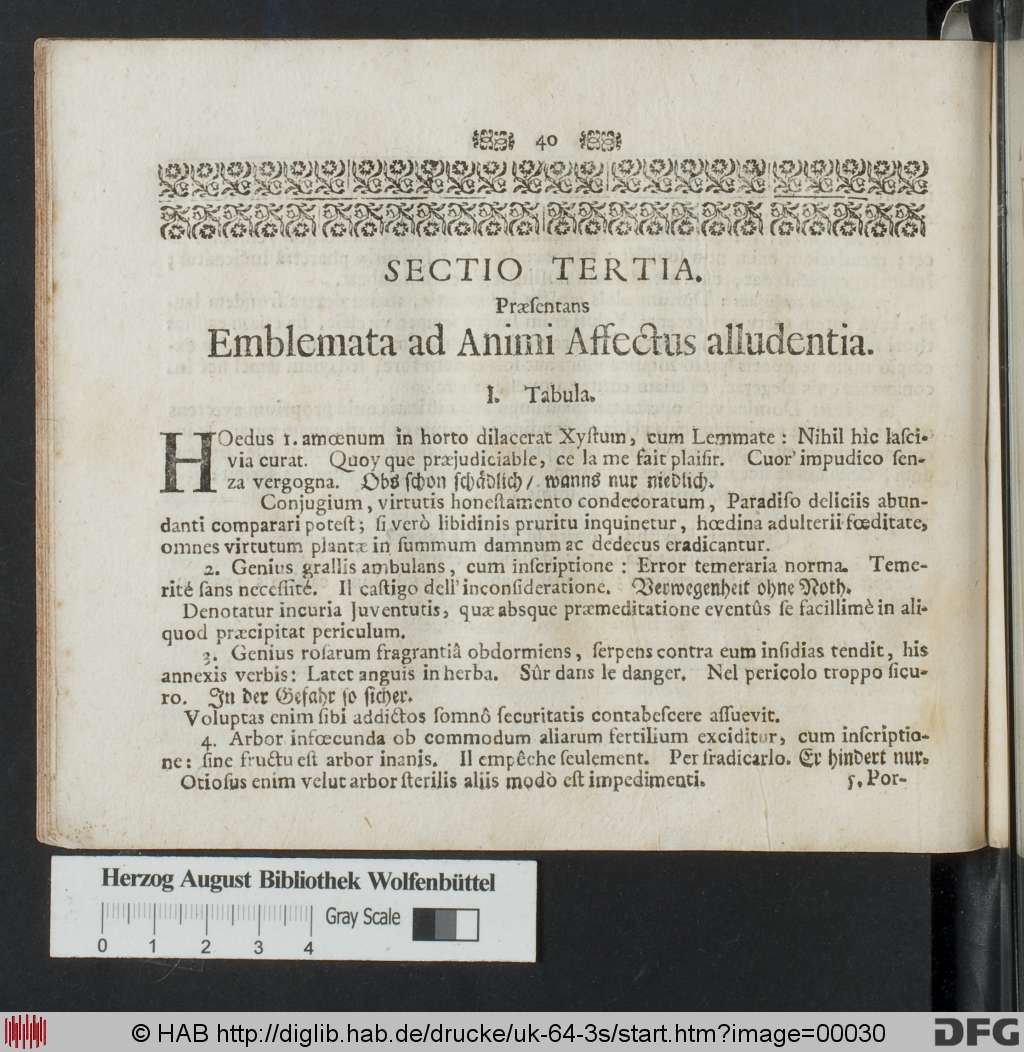 40
SECTIO TERTIA.
Præſentans
Emblemata ad Animi Affectus alludentia.
I. Tabula.
HOedus 1. amœnum in horto dilacerat Xyſtum, cum Lemmate: Nihil hìc laſci-
via curat. Quoy que præjudiciable, ce la me fait plaiſir. Cuor' impudico ſen-
za vergogna. Obs ſchon ſchådlich/ wanns nur niedlich.
Conjugium, virtutis honeſtamento condecoratum, Paradiſo deliciis abun-
danti comparari poteſt; ſi verò libidinis pruritu inquinetur, hœdina adulterii fœditate,
omnes virtutum plantæ in ſummum damnum ac dedecus eradicantur.
2. Genius grallis ambulans, cum inſcriptione: Error temeraria norma. Teme-
rité ſans neceſſité. Il caſtigo dell' inconſideratione. Verwegenheit ohne Noth.
Denotatur incuria Juventutis, quæ absque præmeditatione eventûs ſe facillimè in ali-
quod præcipitat periculum.
3. Genius roſarum fragrantiâ obdormiens, ſerpens contra eum inſidias tendit, his
annexis verbis: Latet anguis in herba. Sûr dans le danger. Nel pericolo troppo ſicu-
ro. In der Gefahr ſo ſicher.
Voluptas enim ſibi addictos ſomnô ſecuritatis contabeſcere aſſuevit.
4. Arbor infœcunda ob commodum aliarum fertilium exciditur, cum inſcriptio-
ne: ſine fructu eſt arbor inanis. Il empêche ſeulement. Per ſradicarlo. Er hindert nur.
Otioſus enim velut arbor ſterilis aliis modò eſt impedimenti. 5. Por-
Herzog August Bibliothek Wolfenbüttel
Gray Scale
0 1 2 3 4
© HAB http://diglib.hab.de/drucke/uk-64-3s/start.htm?image=00030
DFG